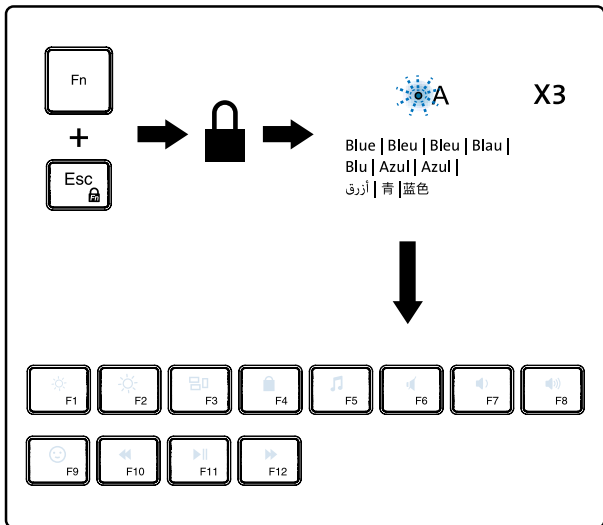 Fn
+
Esc
Fn
A X3
Blue | Bleu | Bleu | Blau |
Blu | Azul | Azul |
أزرق | 青 | 蓝色
F1 F2 F3 F4 F5 F6 F7 F8
F9 F10 F11 F12